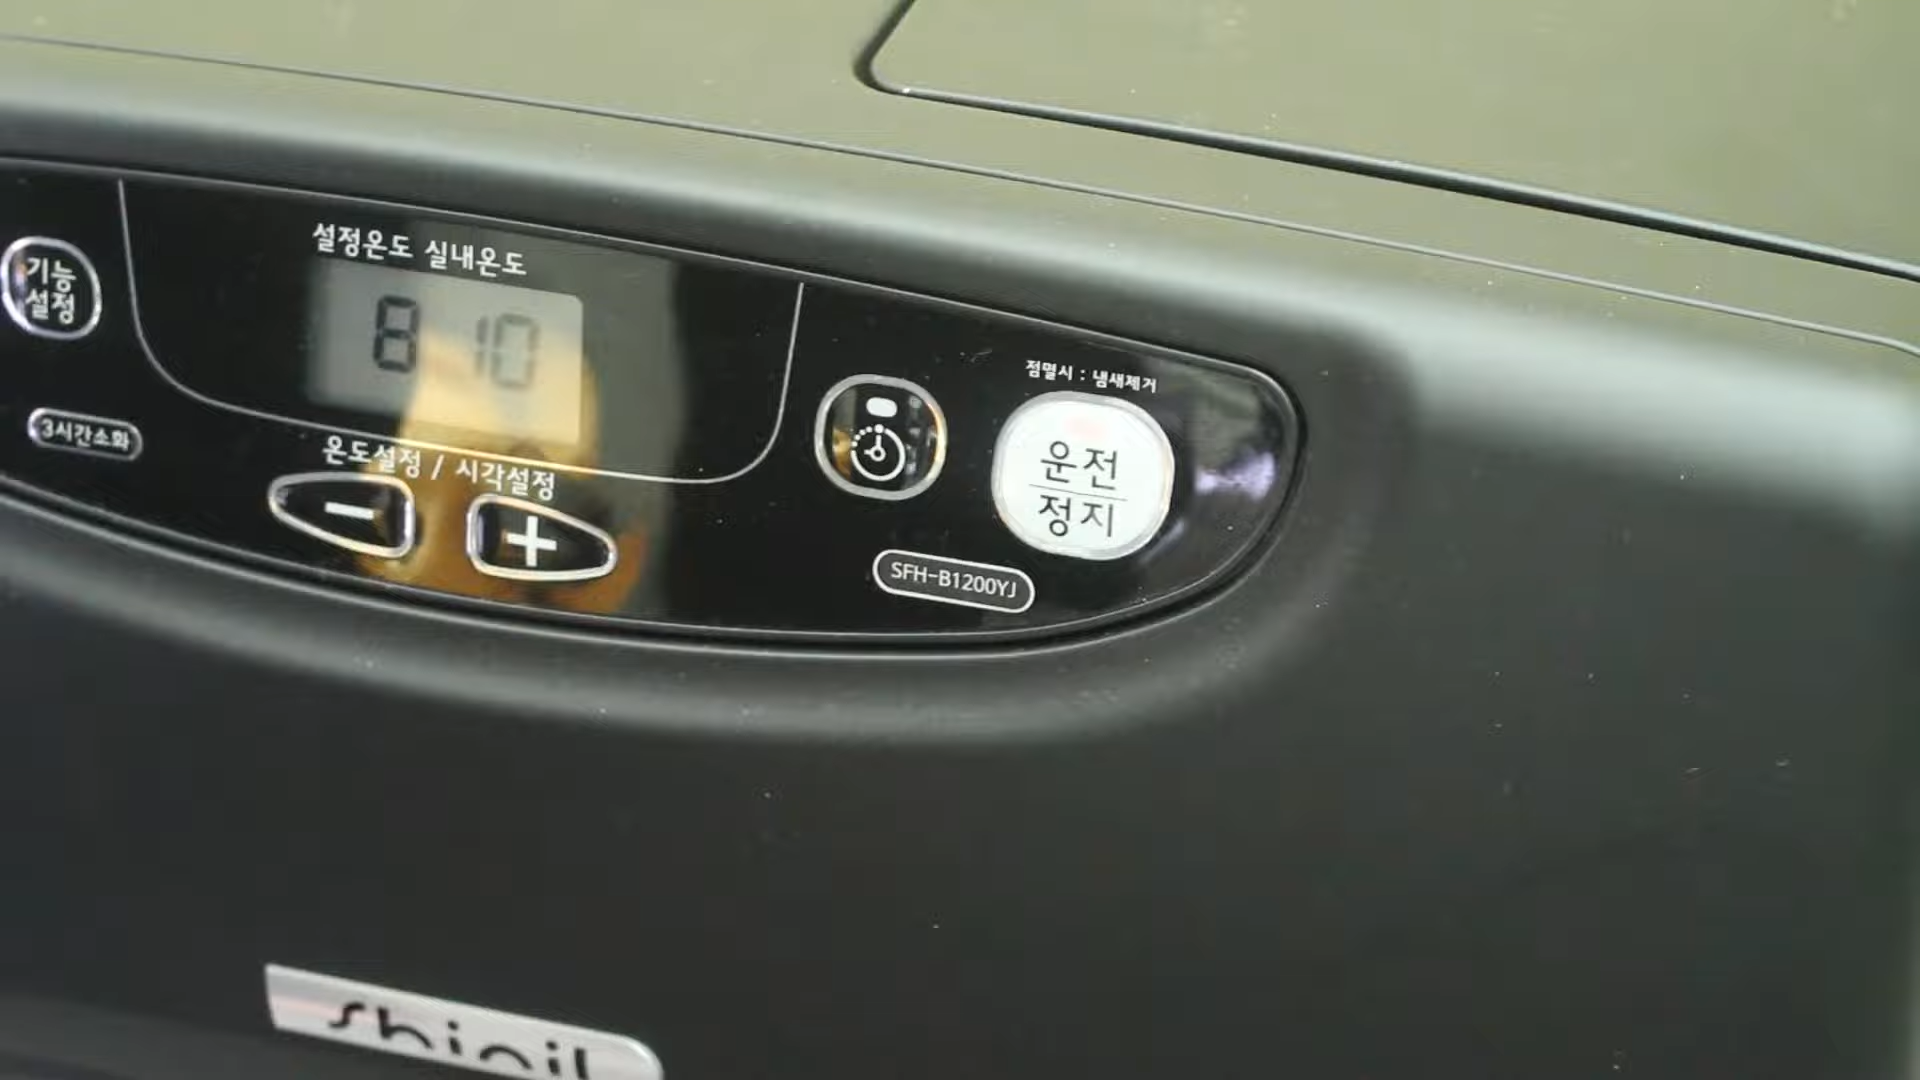 설정온도 실내온도
8 10
기능
설정
3시간소화
온도설정 / 시각설정
− +
점멸시 : 냄새제거
운전
정지
SFH-B1200YJ
shinil